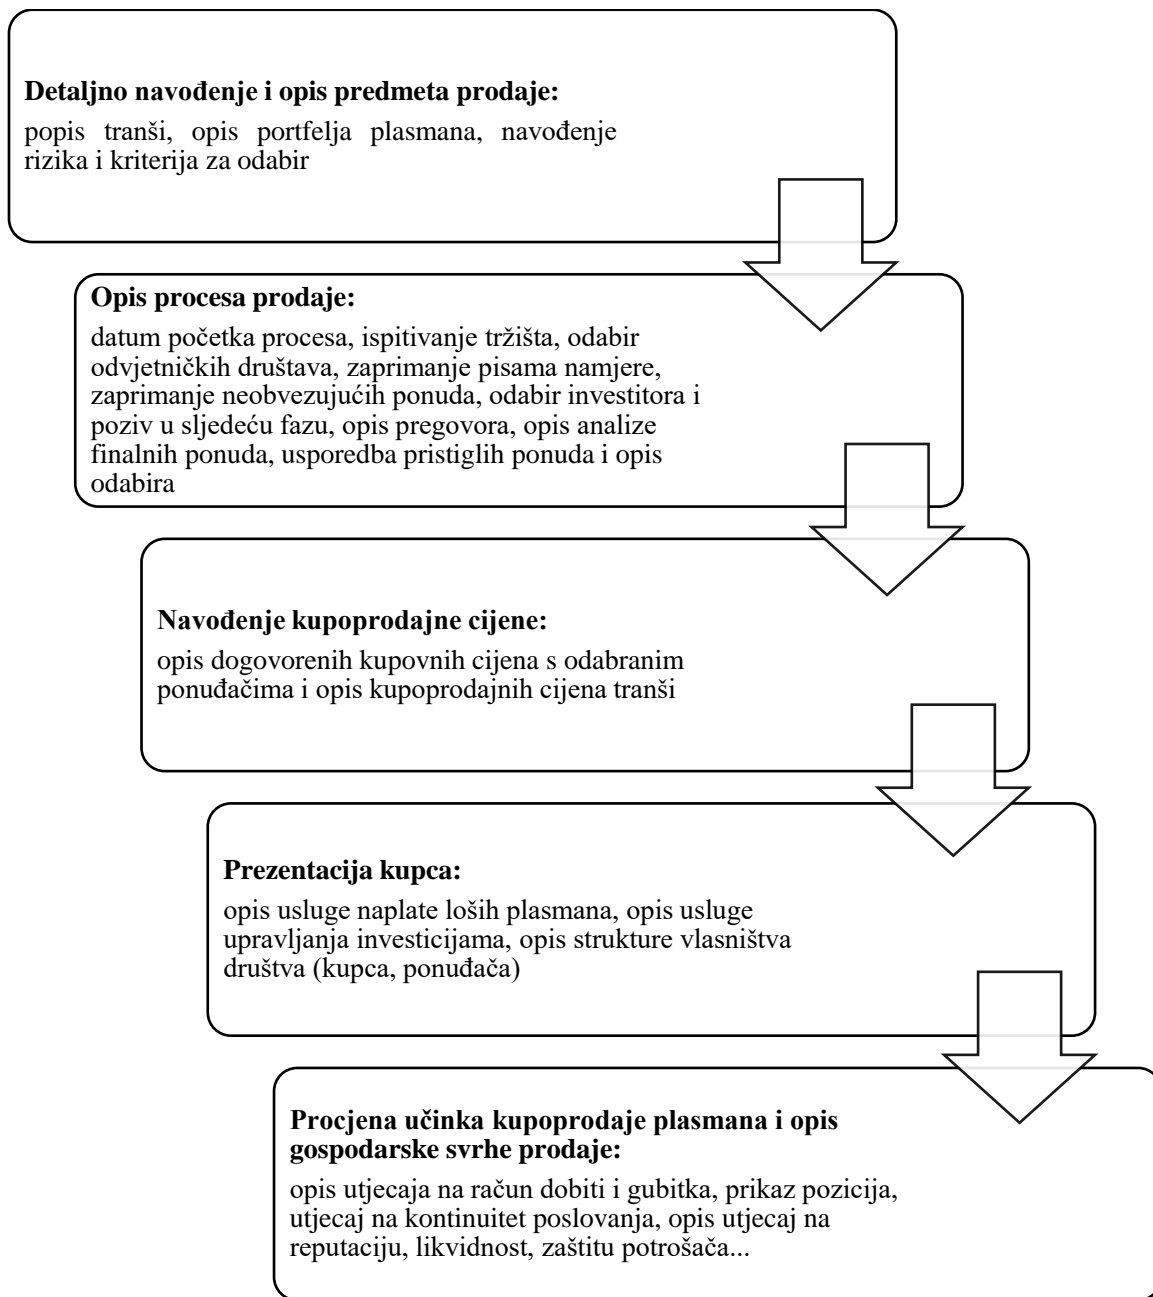 Detaljno navođenje i opis predmeta prodaje:
popis tranši, opis portfelja plasmana, navođenje
rizika i kriterija za odabir
Opis procesa prodaje:
datum početka procesa, ispitivanje tržišta, odabir
odvjetničkih društava, zaprimanje pisama namjere,
zaprimanje neobvezujućih ponuda, odabir investitora i
poziv u sljedeću fazu, opis pregovora, opis analize
finalnih ponuda, usporedba pristiglih ponuda i opis
odabira
Navođenje kupoprodajne cijene:
opis dogovorenih kupovnih cijena s odabranim
ponuđačima i opis kupoprodajnih cijena tranši
Prezentacija kupca:
opis usluge naplate loših plasmana, opis usluge
upravljanja investicijama, opis strukture vlasništva
društva (kupca, ponuđača)
Procjena učinka kupoprodaje plasmana i opis
gospodarske svrhe prodaje:
opis utjecaja na račun dobiti i gubitka, prikaz pozicija,
utjecaj na kontinuitet poslovanja, opis utjecaj na
reputaciju, likvidnost, zaštitu potrošača...